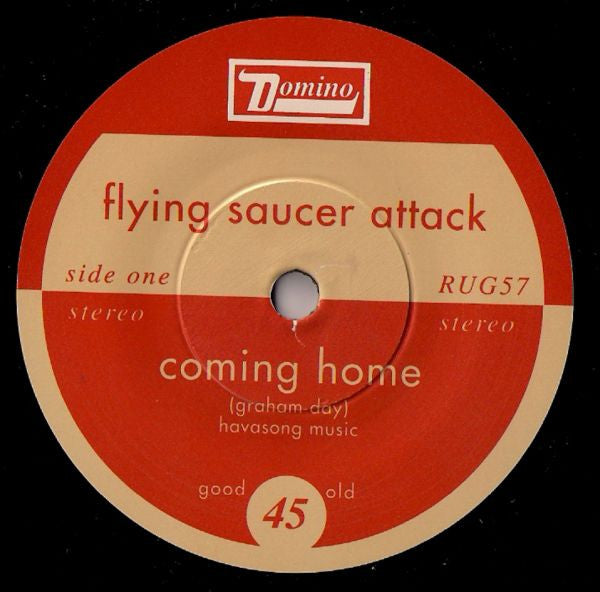 Domino
flying saucer attack
side one
RUG57
stereo
stereo
coming home
(graham day)
havasong music
good 45 old